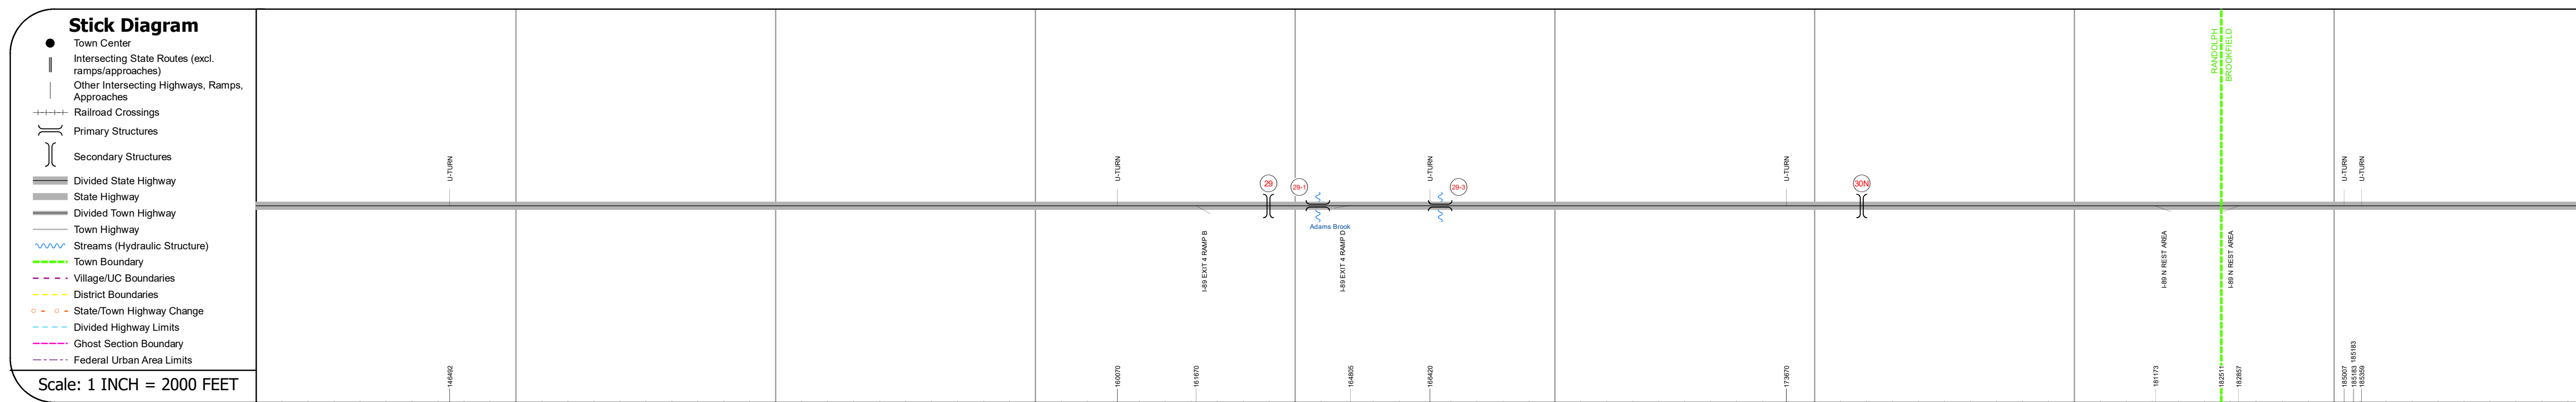 Stick Diagram
Town Center
Intersecting State Routes (excl.
ramps/approaches)
Other Intersecting Highways, Ramps,
Approaches
Railroad Crossings
Primary Structures
Secondary Structures
Divided State Highway
State Highway
Divided Town Highway
Town Highway
Streams (Hydraulic Structure)
Town Boundary
Village/UC Boundaries
District Boundaries
State/Town Highway Change
Divided Highway Limits
Ghost Section Boundary
Federal Urban Area Limits
Scale: 1 INCH = 2000 FEET
RANDOLPH
BROOKFIELD
U-TURN
U-TURN
U-TURN
U-TURN
U-TURN
U-TURN
29
29-1
29-3
30N
Adams Brook
I-89 EXIT 4 RAMP B
I-89 EXIT 4 RAMP D
I-89 N REST AREA
I-89 N REST AREA
146492
160070
161670
164805
166420
173670
181173
182511
182857
185007
185183 185183
185359